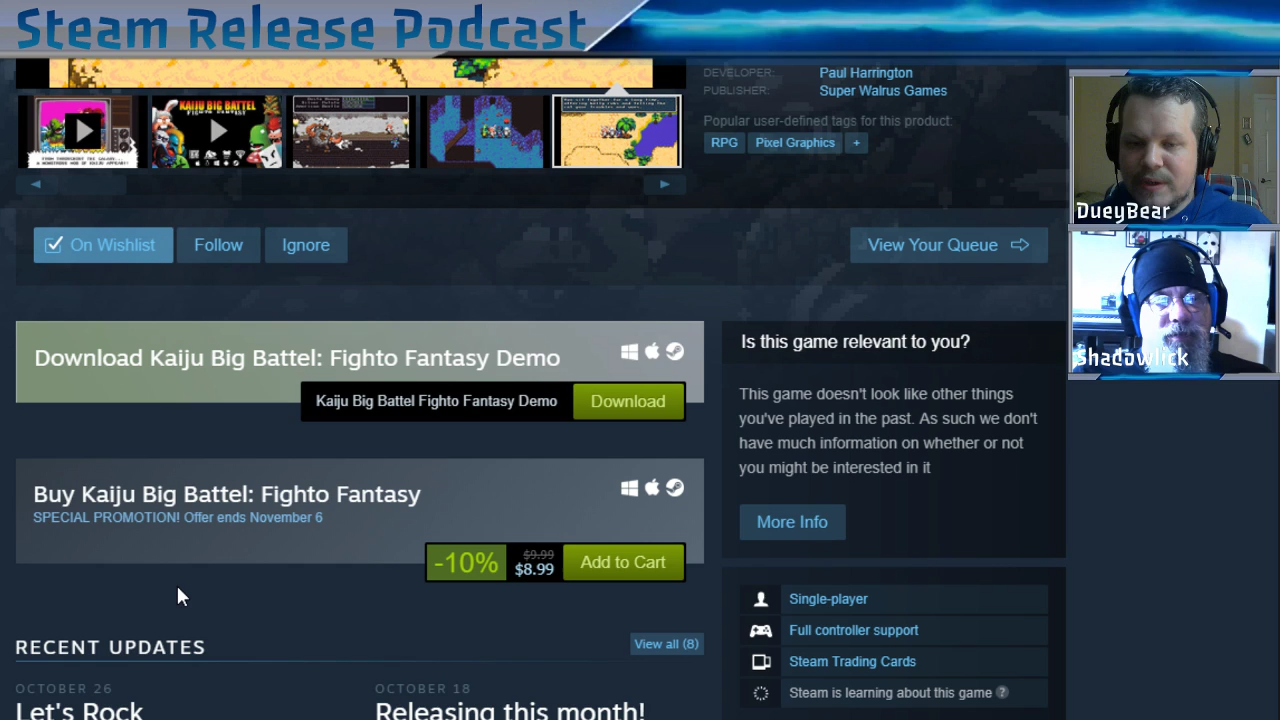 Steam Release Podcast
DEVELOPER: Paul Harrington
PUBLISHER: Super Walrus Games
Popular user-defined tags for this product:
RPG Pixel Graphics +
KAIJU BIG BATTEL
On Wishlist Follow Ignore
View Your Queue
DueyBear
Shadowlick
Download Kaiju Big Battel: Fighto Fantasy Demo
Kaiju Big Battel Fighto Fantasy Demo Download
Buy Kaiju Big Battel: Fighto Fantasy
SPECIAL PROMOTION! Offer ends November 6
-10% $9.99 $8.99 Add to Cart
Is this game relevant to you?
This game doesn't look like other things
you've played in the past. As such we don't
have much information on whether or not
you might be interested in it
More Info
Single-player
Full controller support
Steam Trading Cards
Steam is learning about this game ?
RECENT UPDATES
View all (8)
OCTOBER 26
Let's Rock
OCTOBER 18
Releasing this month!